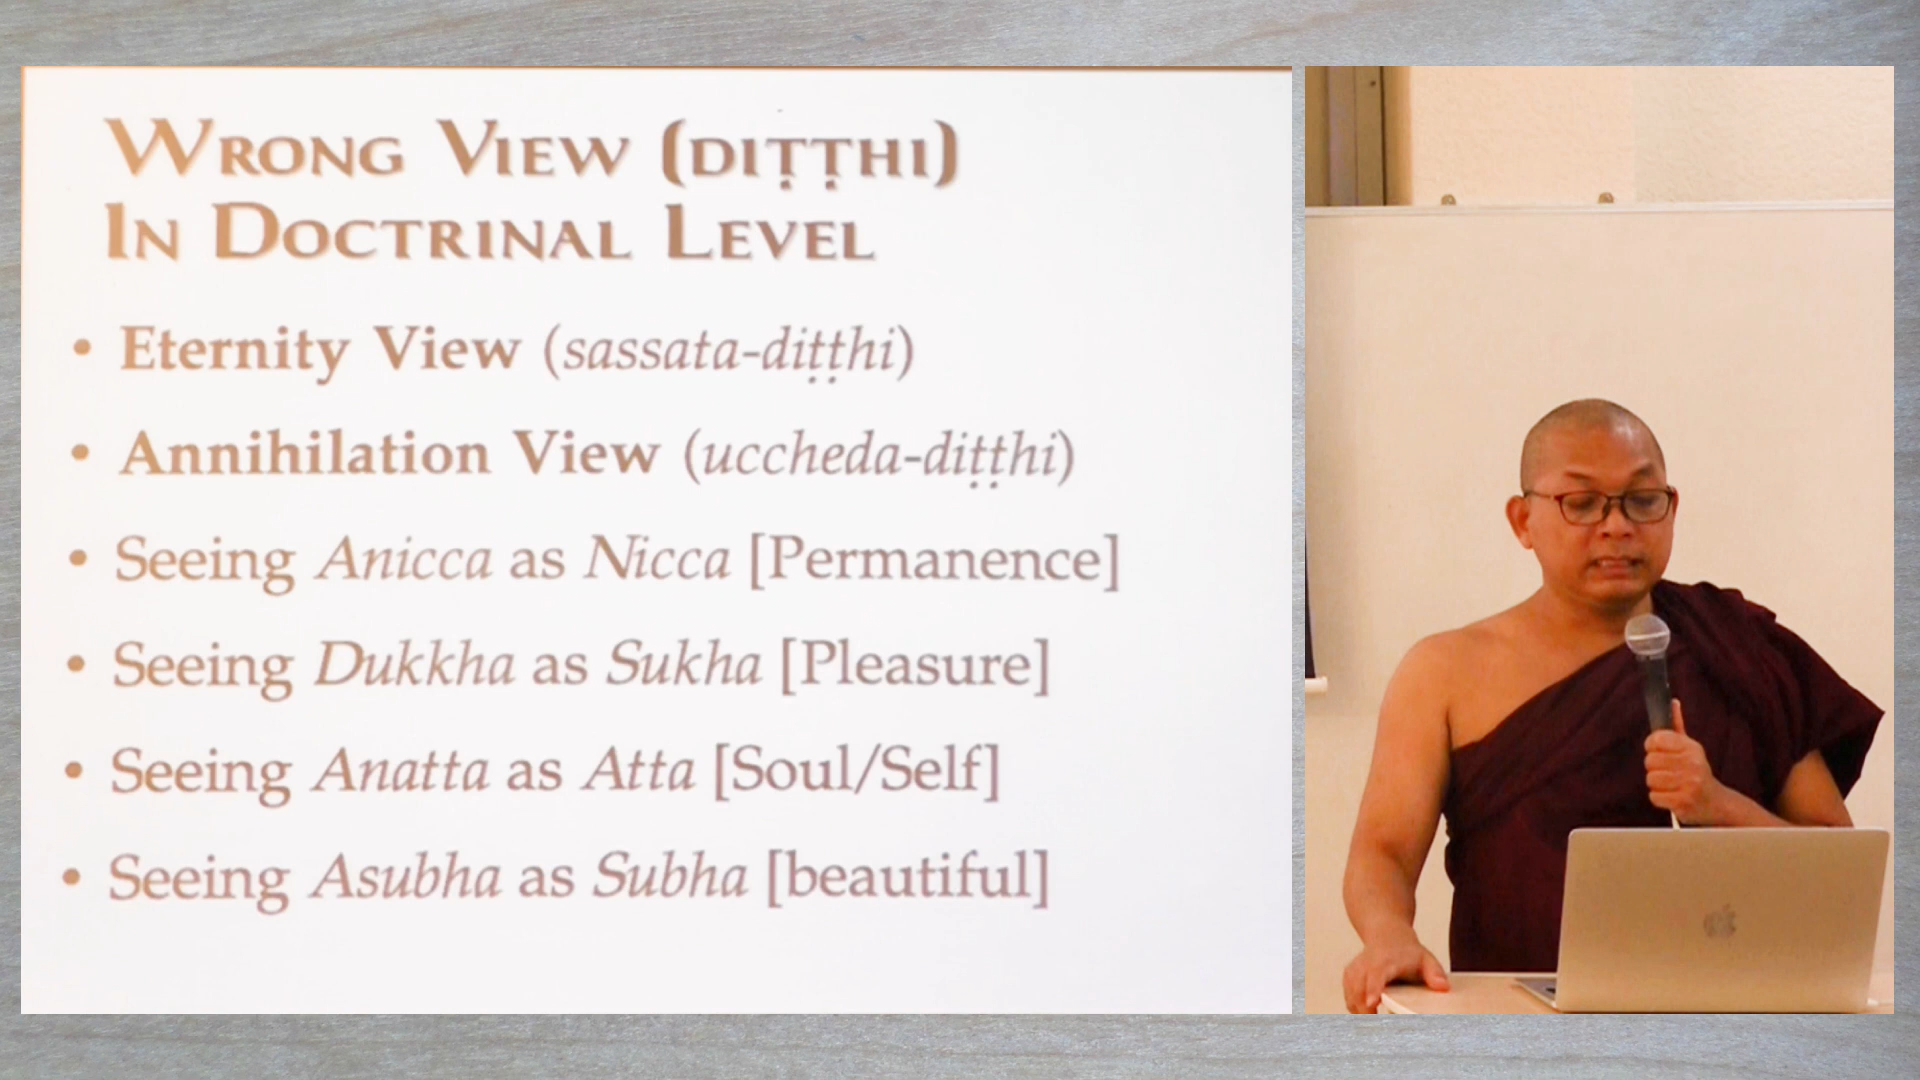 WRONG VIEW (DIṬṬHI)
IN DOCTRINAL LEVEL
• Eternity View (sassata-diṭṭhi)
• Annihilation View (uccheda-diṭṭhi)
• Seeing Anicca as Nicca [Permanence]
• Seeing Dukkha as Sukha [Pleasure]
• Seeing Anatta as Atta [Soul/Self]
• Seeing Asubha as Subha [beautiful]